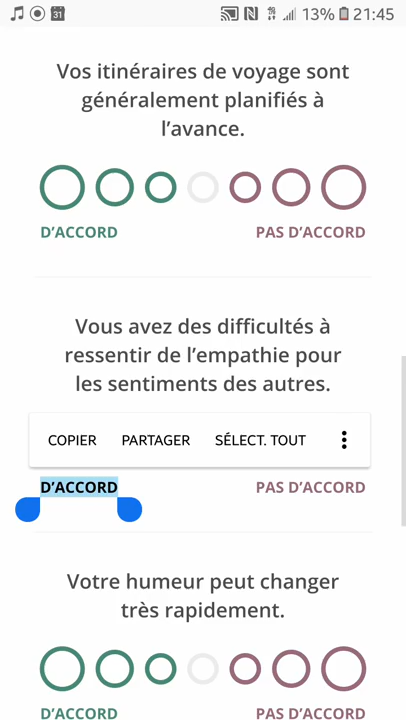 31 13% 21:45
Vos itinéraires de voyage sont
généralement planifiés à
l'avance.
D'ACCORD PAS D'ACCORD
Vous avez des difficultés à
ressentir de l'empathie pour
les sentiments des autres.
COPIER PARTAGER SÉLECT. TOUT
D'ACCORD PAS D'ACCORD
Votre humeur peut changer
très rapidement.
D'ACCORD PAS D'ACCORD